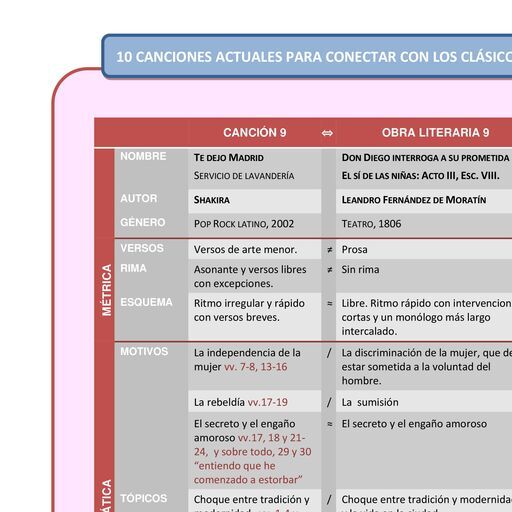 10 CANCIONES ACTUALES PARA CONECTAR CON LOS CLÁSICO
CANCIÓN 9 ⇔ OBRA LITERARIA 9
NOMBRE TE DEJO MADRID DON DIEGO INTERROGA A SU PROMETIDA
SERVICIO DE LAVANDERÍA EL SÍ DE LAS NIÑAS: ACTO III, ESC. VIII.
AUTOR SHAKIRA LEANDRO FERNÁNDEZ DE MORATÍN
GÉNERO POP ROCK LATINO, 2002 TEATRO, 1806
MÉTRICA
VERSOS Versos de arte menor. ≠ Prosa
RIMA Asonante y versos libres ≠ Sin rima
con excepciones.
ESQUEMA Ritmo irregular y rápido ≈ Libre. Ritmo rápido con intervencion
con versos breves. cortas y un monólogo más largo
intercalado.
MOTIVOS La independencia de la / La discriminación de la mujer, que de
mujer vv. 7-8, 13-16 estar sometida a la voluntad del
hombre.
La rebeldía vv.17-19 / La sumisión
El secreto y el engaño ≈ El secreto y el engaño amoroso
amoroso vv.17, 18 y 21-
24, y sobre todo, 29 y 30
“entiendo que he
comenzado a estorbar”
ÁTICA
TÓPICOS Choque entre tradición y / Choque entre tradición y modernida